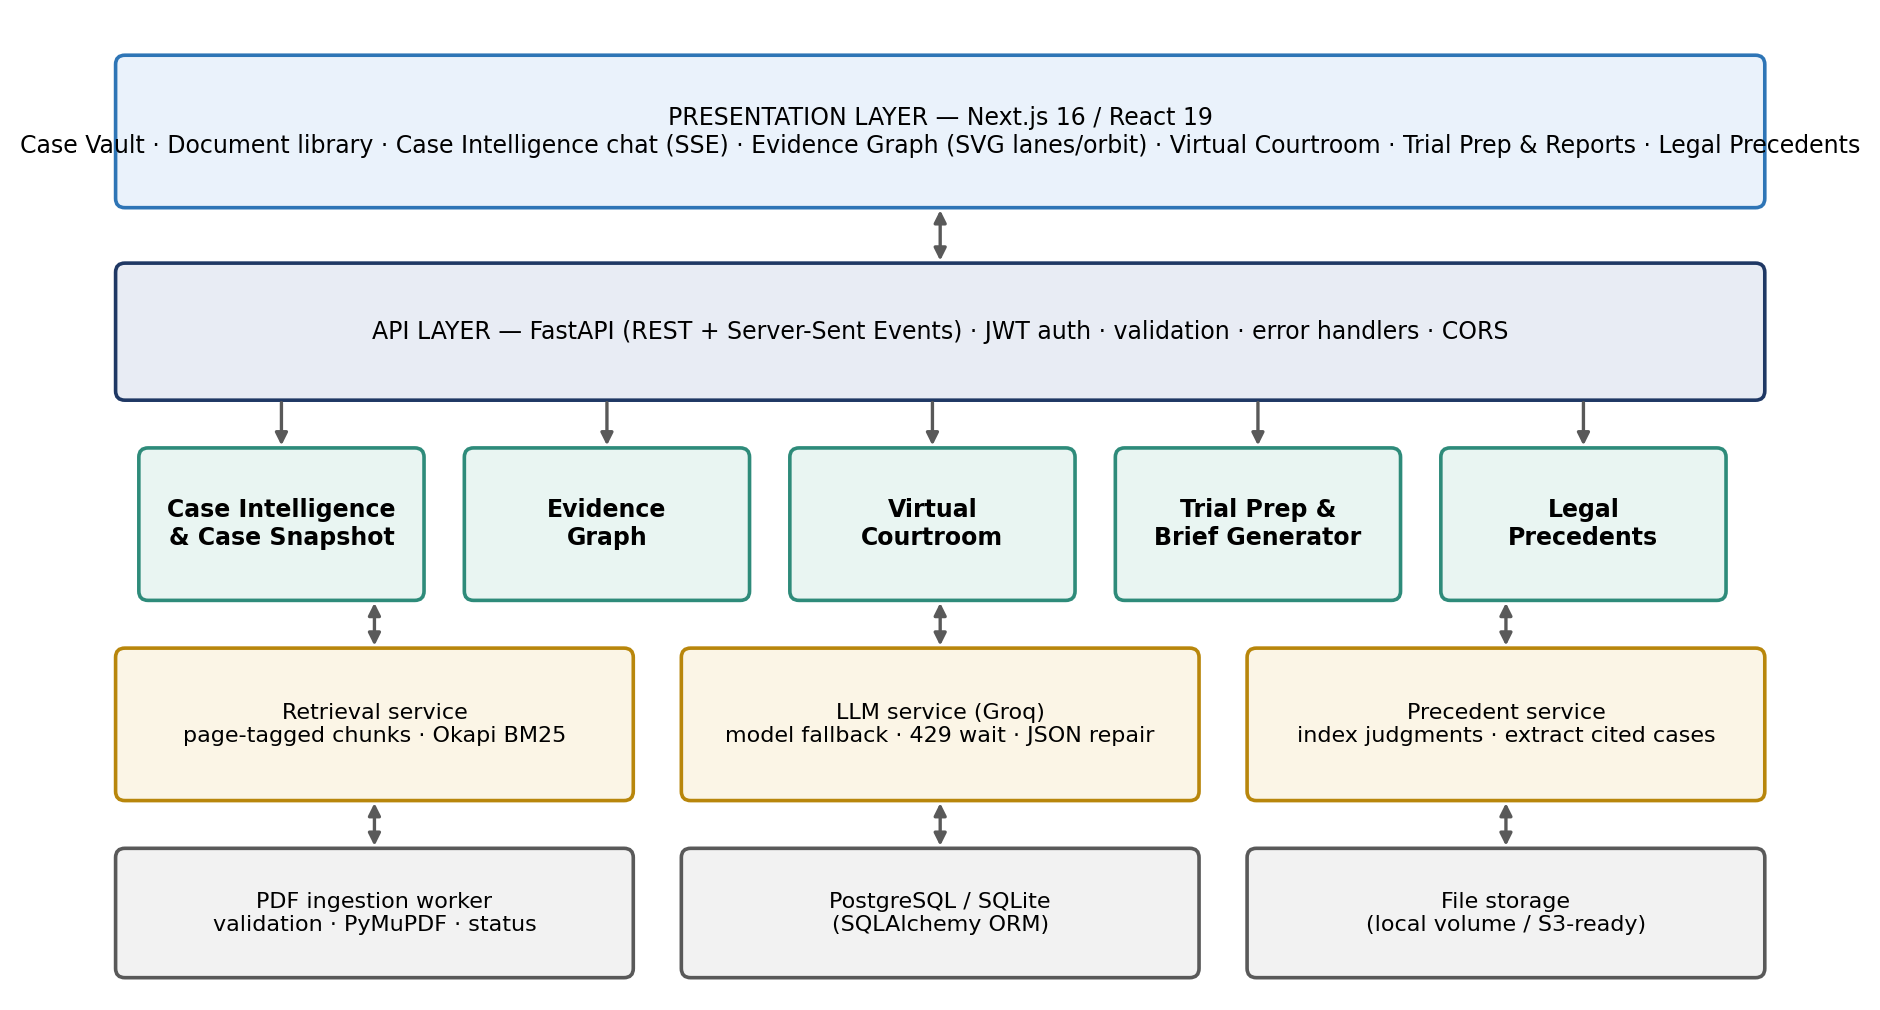 PRESENTATION LAYER — Next.js 16 / React 19
Case Vault · Document library · Case Intelligence chat (SSE) · Evidence Graph (SVG lanes/orbit) · Virtual Courtroom · Trial Prep & Reports · Legal Precedents
API LAYER — FastAPI (REST + Server-Sent Events) · JWT auth · validation · error handlers · CORS
Case Intelligence
& Case Snapshot
Evidence
Graph
Virtual
Courtroom
Trial Prep &
Brief Generator
Legal
Precedents
Retrieval service
page-tagged chunks · Okapi BM25
LLM service (Groq)
model fallback · 429 wait · JSON repair
Precedent service
index judgments · extract cited cases
PDF ingestion worker
validation · PyMuPDF · status
PostgreSQL / SQLite
(SQLAlchemy ORM)
File storage
(local volume / S3-ready)